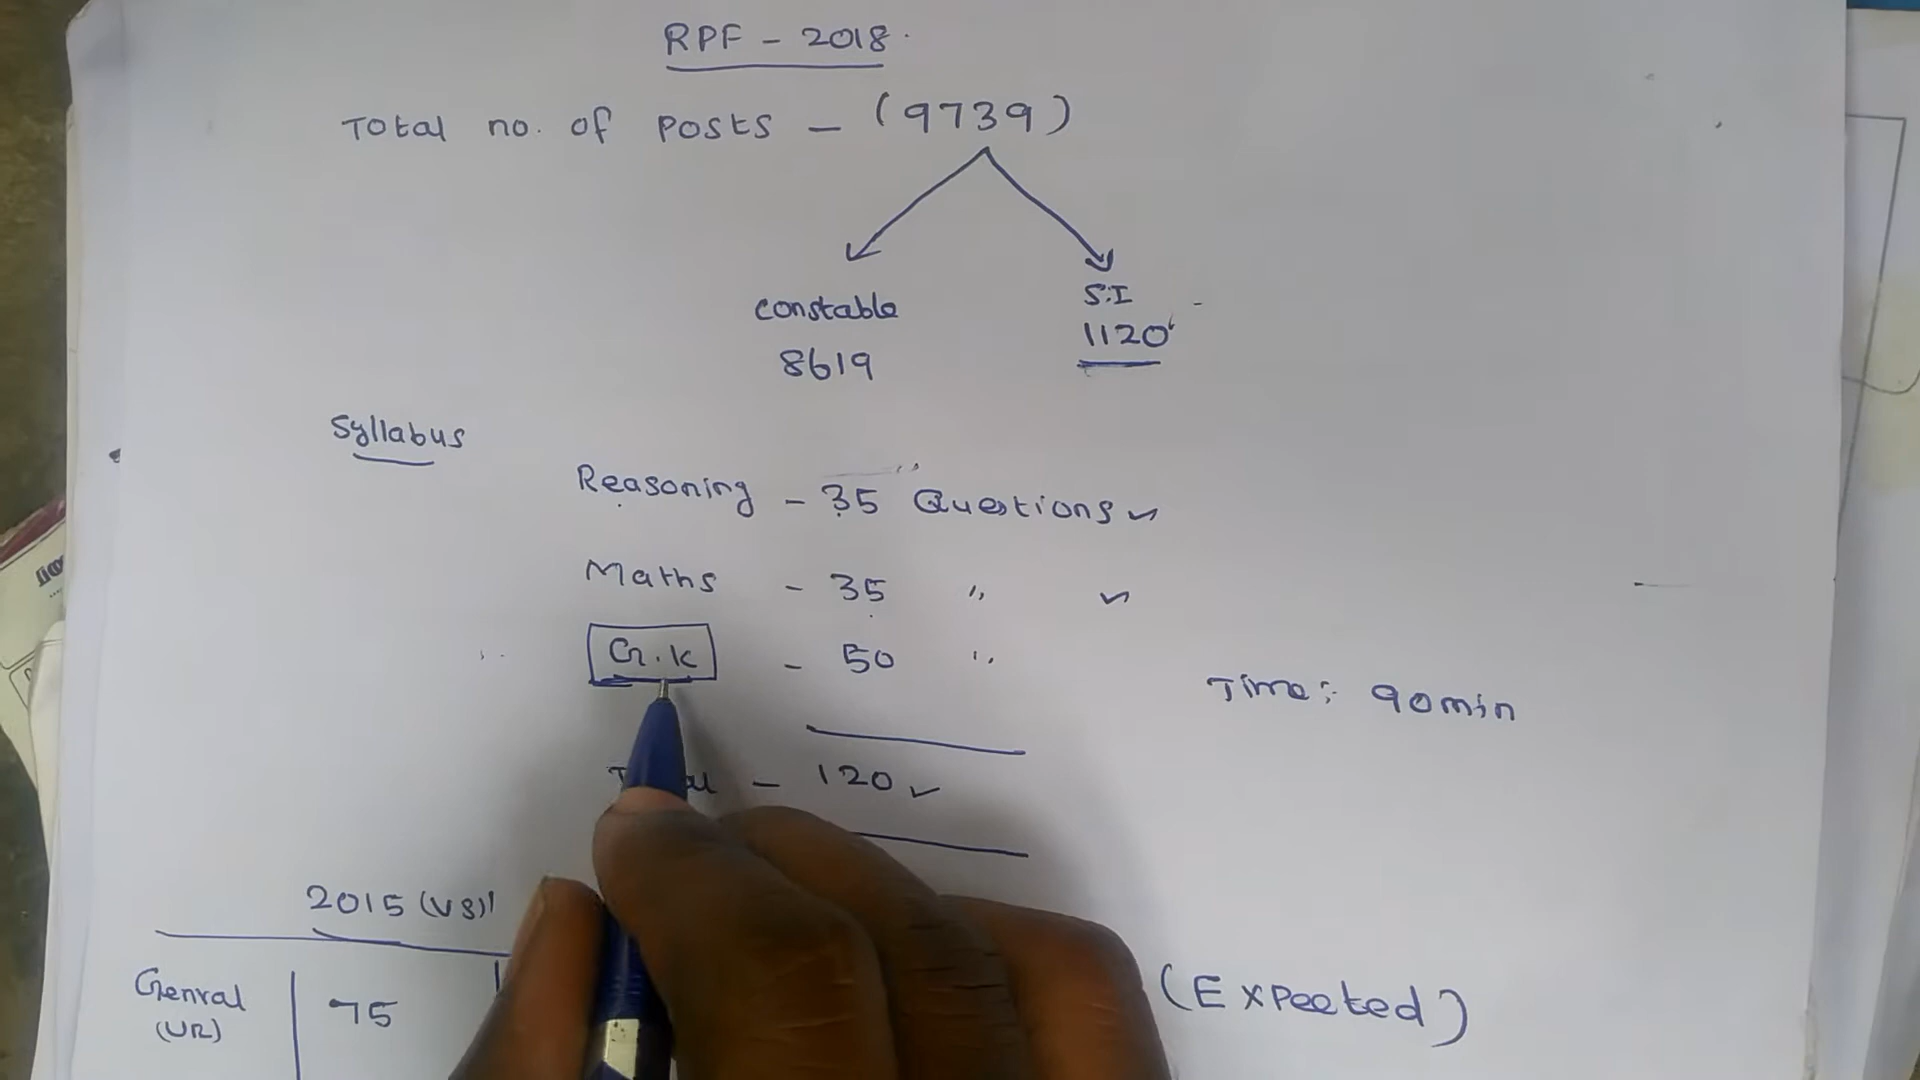 RPF - 2018
Total no. of posts - (9739)
constable
8619
S.I
1120
Syllabus
Reasoning - 35 Questions ✓
Maths - 35 " ✓
G.K - 50 "
Time: 90min
- 120 ✓
2015 (VS)
Genral
(UR)
75
(Expected)